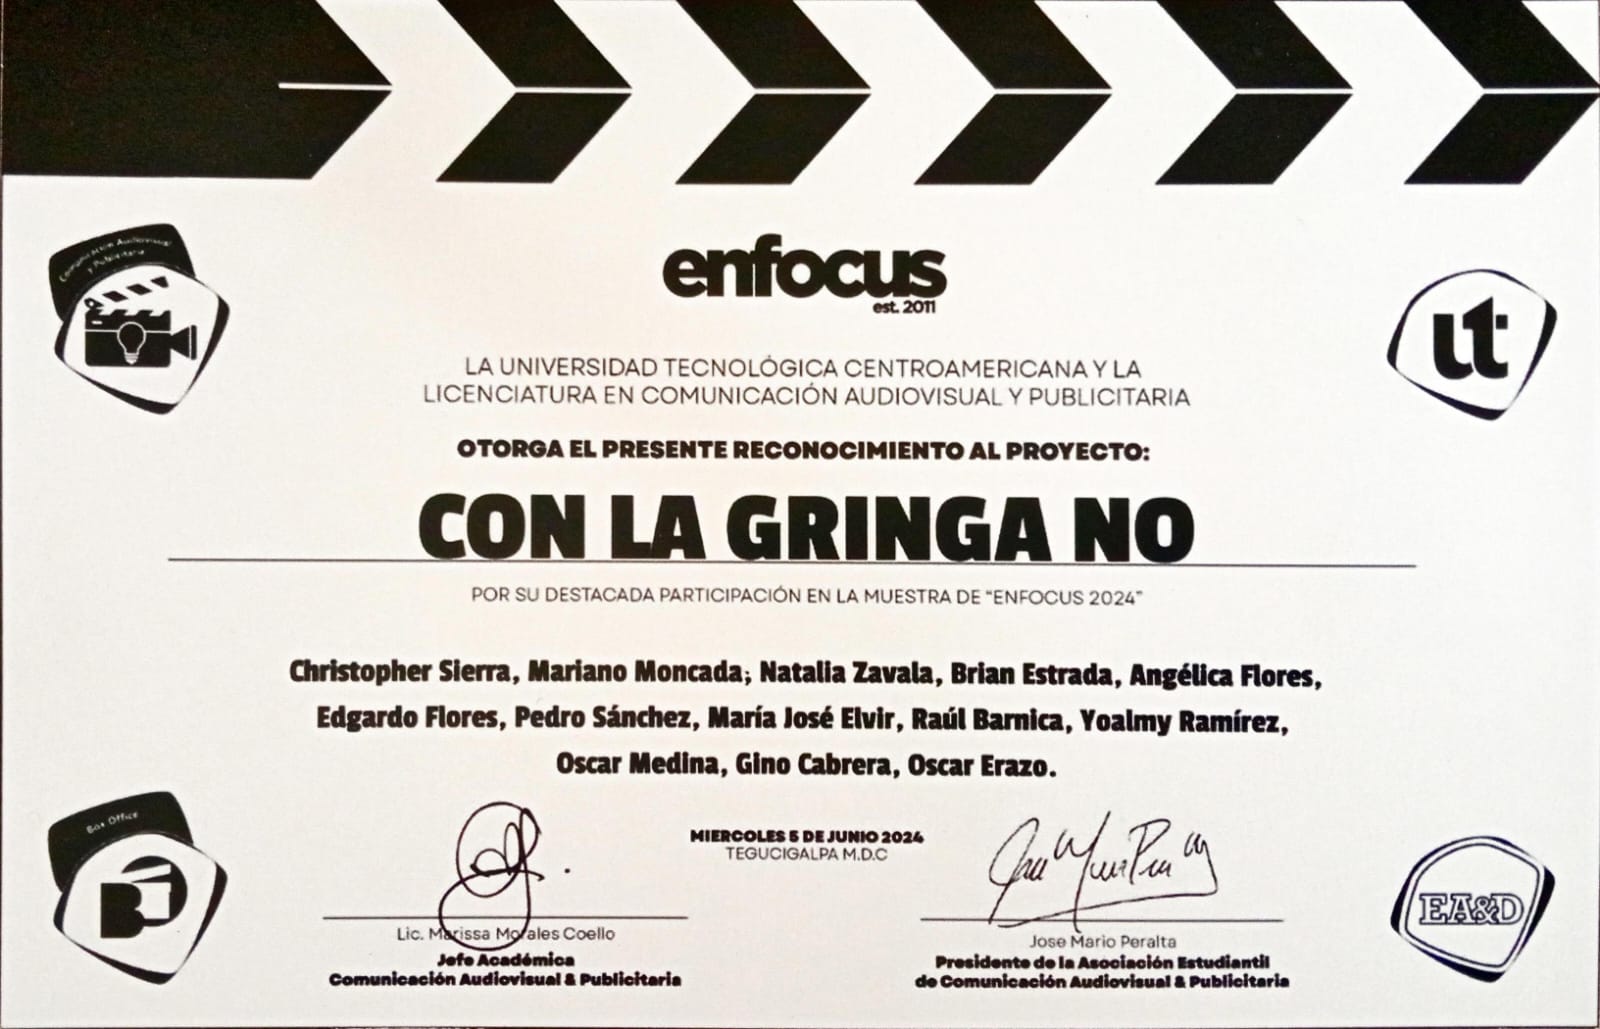 Comunicación Audiovisual
y Publicitaria
enfocus
est. 2011
ut
LA UNIVERSIDAD TECNOLÓGICA CENTROAMERICANA Y LA
LICENCIATURA EN COMUNICACIÓN AUDIOVISUAL Y PUBLICITARIA
OTORGA EL PRESENTE RECONOCIMIENTO AL PROYECTO:
CON LA GRINGA NO
POR SU DESTACADA PARTICIPACIÓN EN LA MUESTRA DE "ENFOCUS 2024"
Christopher Sierra, Mariano Moncada; Natalia Zavala, Brian Estrada, Angélica Flores,
Edgardo Flores, Pedro Sánchez, María José Elvir, Raúl Barnica, Yoalmy Ramírez,
Oscar Medina, Gino Cabrera, Oscar Erazo.
Box Office
MIERCOLES 5 DE JUNIO 2024
TEGUCIGALPA M.D.C
EA&D
Lic. Marissa Morales Coello
Jefe Académica
Comunicación Audiovisual & Publicitaria
Jose Mario Peralta
Presidente de la Asociación Estudiantil
de Comunicación Audiovisual & Publicitaria